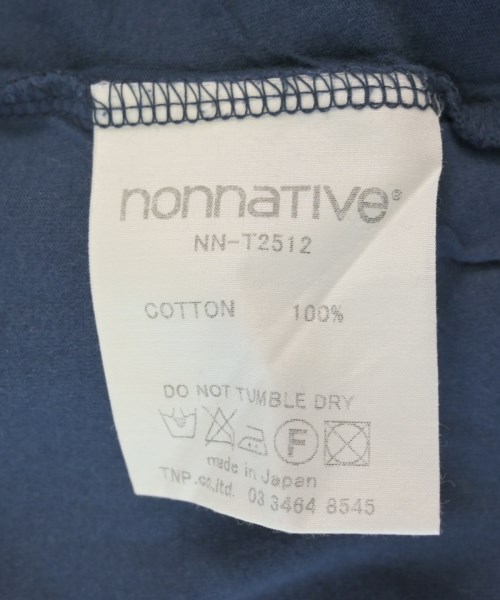 nonnative®
NN-T2512
COTTON 100%
DO NOT TUMBLE DRY
F
made in Japan
TNP.co,ltd. 03 3464 8545